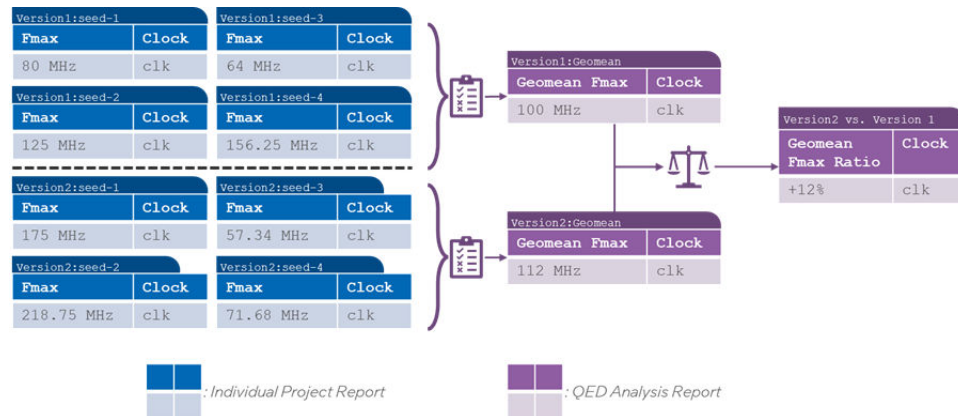 Version1:seed-1
Fmax Clock
80 MHz clk
Version1:seed-3
Fmax Clock
64 MHz clk
Version1:seed-2
Fmax Clock
125 MHz clk
Version1:seed-4
Fmax Clock
156.25 MHz clk
Version2:seed-1
Fmax Clock
175 MHz clk
Version2:seed-3
Fmax Clock
57.34 MHz clk
Version2:seed-2
Fmax Clock
218.75 MHz clk
Version2:seed-4
Fmax Clock
71.68 MHz clk
Version1:Geomean
Geomean Fmax Clock
100 MHz clk
Version2:Geomean
Geomean Fmax Clock
112 MHz clk
Version2 vs. Version 1
Geomean Clock
Fmax Ratio
+12% clk
: Individual Project Report
: QED Analysis Report